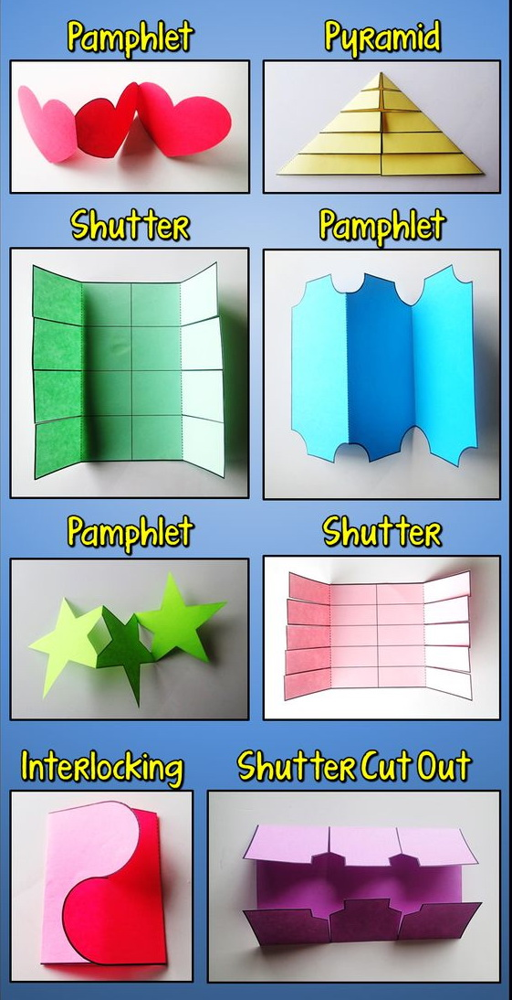 Pamphlet
Pyramid
Shutter
Pamphlet
Pamphlet
Shutter
Interlocking
Shutter Cut Out